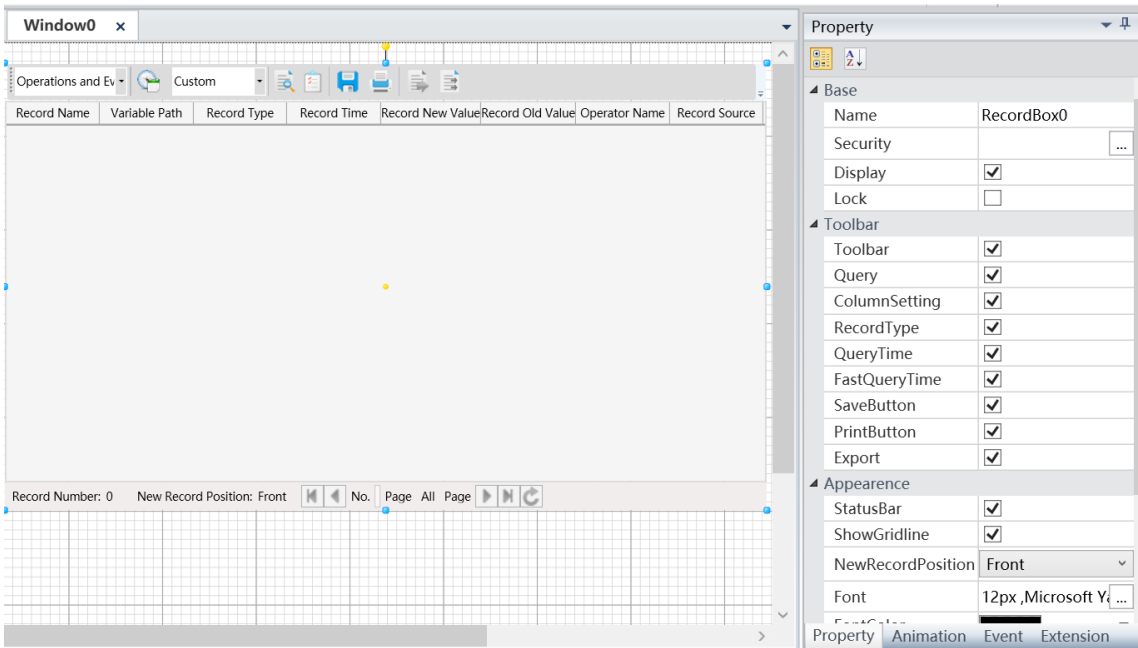 Window0 x
Operations and Ev Custom
Record Name Variable Path Record Type Record Time Record New Value Record Old Value Operator Name Record Source
Record Number: 0 New Record Position: Front No. Page All Page
Property
Base
Name RecordBox0
Security ...
Display
Lock
Toolbar
Toolbar
Query
ColumnSetting
RecordType
QueryTime
FastQueryTime
SaveButton
PrintButton
Export
Appearence
StatusBar
ShowGridline
NewRecordPosition Front
Font 12px ,Microsoft Ya ...
Property Animation Event Extension